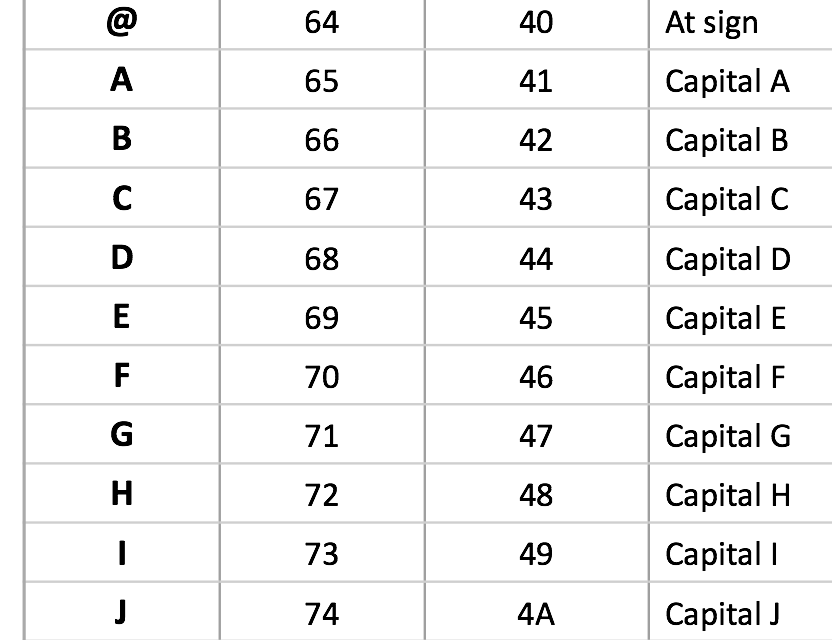 @ 64 40 At sign
A 65 41 Capital A
B 66 42 Capital B
C 67 43 Capital C
D 68 44 Capital D
E 69 45 Capital E
F 70 46 Capital F
G 71 47 Capital G
H 72 48 Capital H
I 73 49 Capital I
J 74 4A Capital J